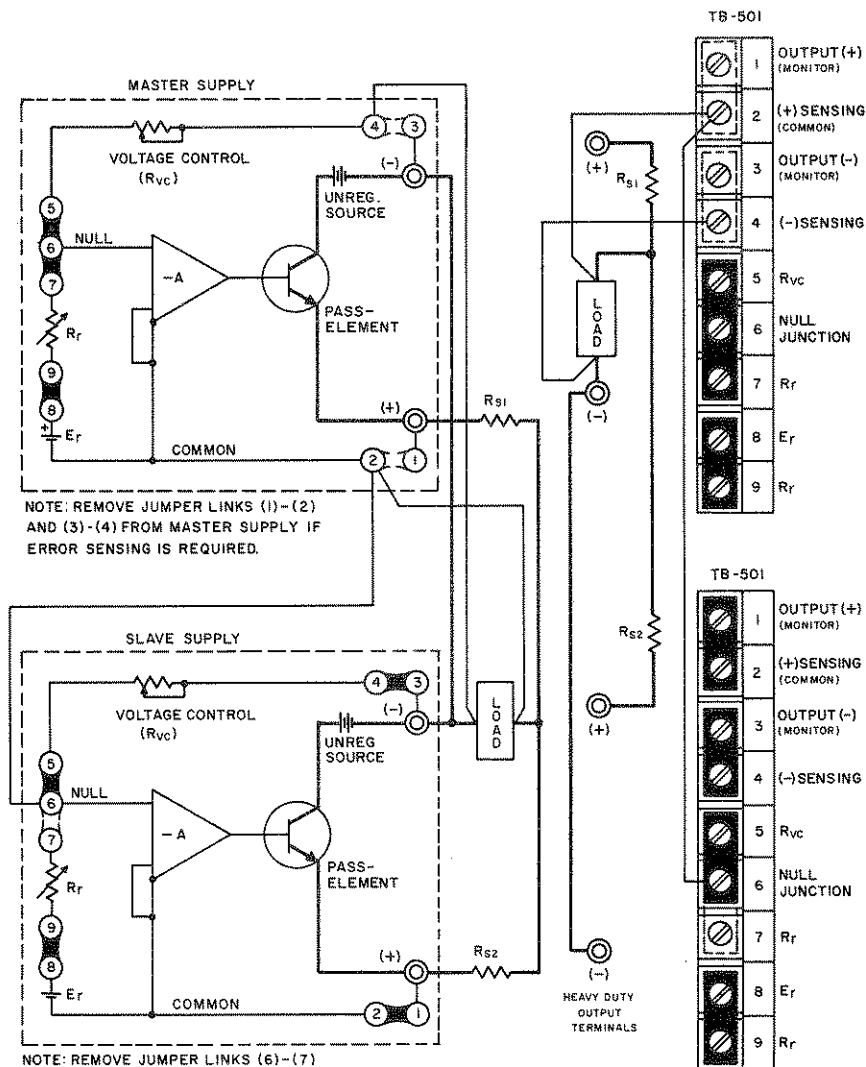 MASTER SUPPLY
4
3
VOLTAGE CONTROL
(RVC)
(-)
UNREG.
SOURCE
5
6
NULL
7
-A
PASS-
ELEMENT
Rr
9
8
+
Er
COMMON
(+)
2
1
RS1
NOTE: REMOVE JUMPER LINKS (1)-(2)
AND (3)-(4) FROM MASTER SUPPLY IF
ERROR SENSING IS REQUIRED.
SLAVE SUPPLY
4
3
VOLTAGE CONTROL
(RVC)
(-)
UNREG
SOURCE
LOAD
5
6
NULL
7
-A
PASS-
ELEMENT
Rr
9
8
Er
COMMON
(+)
2
1
RS2
NOTE: REMOVE JUMPER LINKS (6)-(7)
(+)
RS1
LOAD
(-)
RS2
(+)
(-)
HEAVY DUTY
OUTPUT
TERMINALS
TB-501
1 OUTPUT (+)
(MONITOR)
2 (+) SENSING
(COMMON)
3 OUTPUT (-)
(MONITOR)
4 (-) SENSING
5 RVC
6 NULL
JUNCTION
7 Rr
8 Er
9 Rr
TB-501
1 OUTPUT (+)
(MONITOR)
2 (+) SENSING
(COMMON)
3 OUTPUT (-)
(MONITOR)
4 (-) SENSING
5 RVC
6 NULL
JUNCTION
7 Rr
8 Er
9 Rr